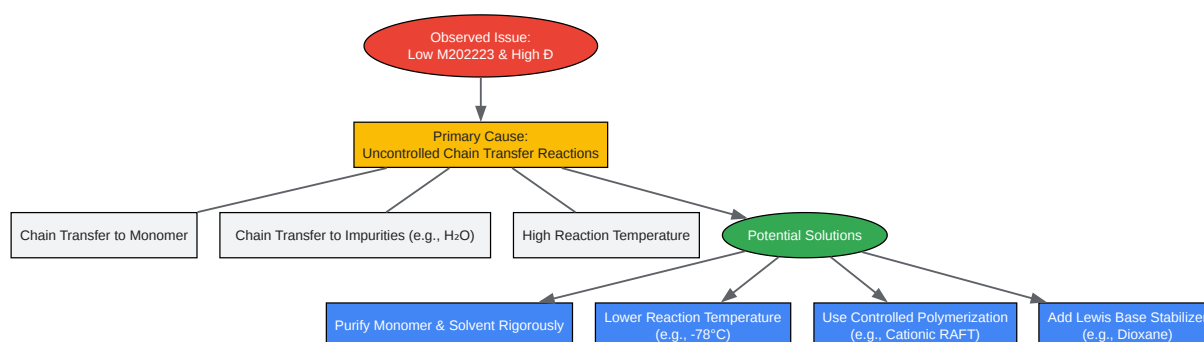 Observed Issue:
Low M202223 & High Đ
Primary Cause:
Uncontrolled Chain Transfer Reactions
Chain Transfer to Monomer
Chain Transfer to Impurities (e.g., H₂O)
High Reaction Temperature
Potential Solutions
Purify Monomer & Solvent Rigorously
Lower Reaction Temperature
(e.g., -78°C)
Use Controlled Polymerization
(e.g., Cationic RAFT)
Add Lewis Base Stabilizer
(e.g., Dioxane)